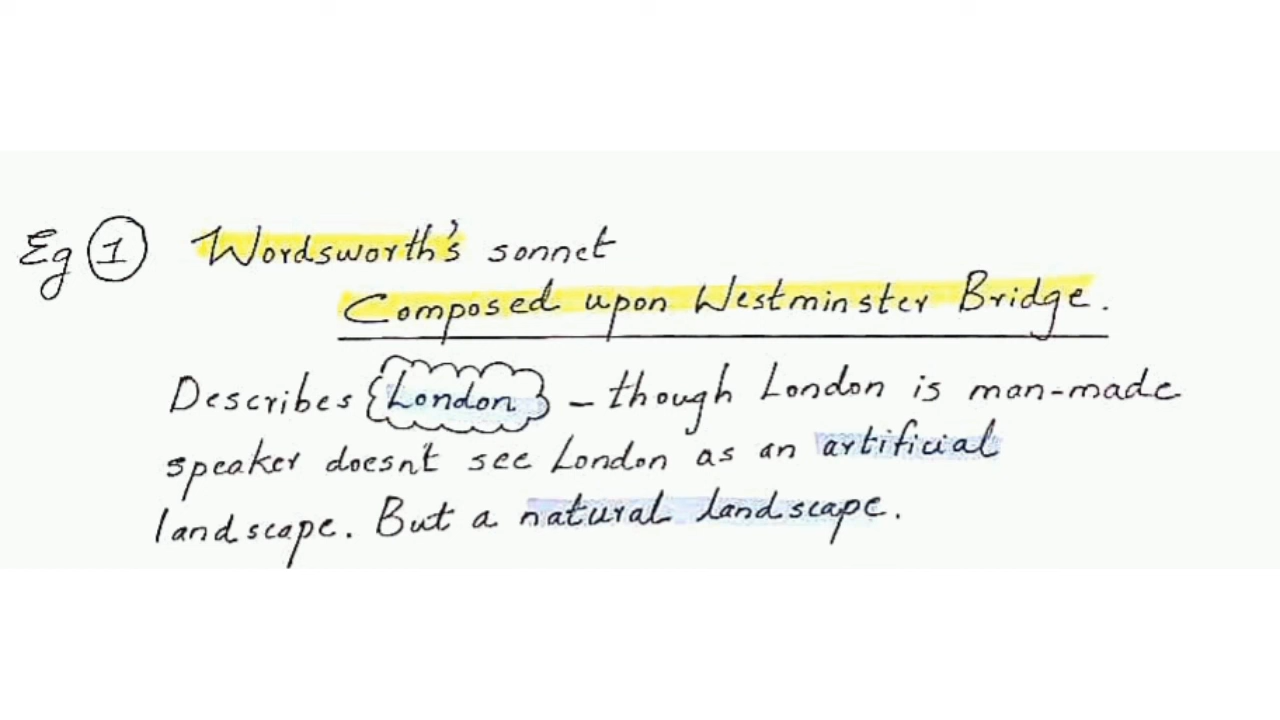 Eg 1 Wordsworth's sonnet
Composed upon Westminster Bridge.
Describes London - though London is man-made
speaker doesn't see London as an artificial
landscape. But a natural landscape.